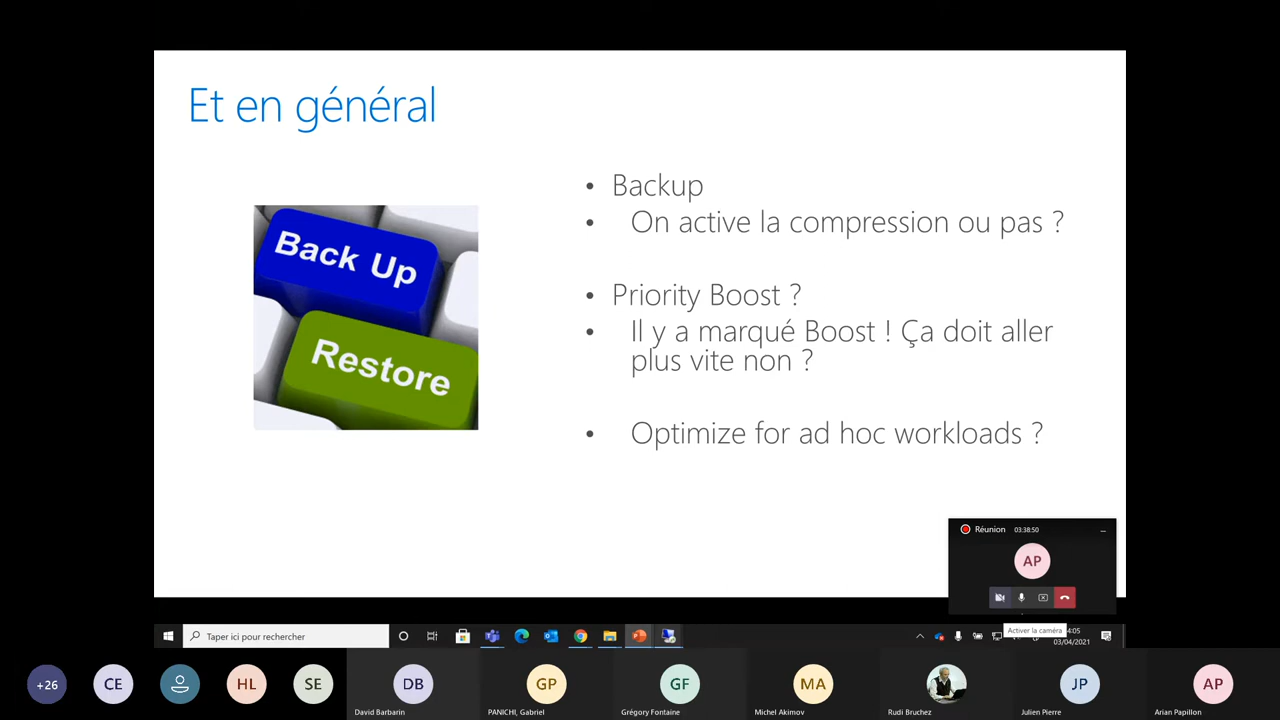 Et en général
Back Up
Restore
• Backup
• On active la compression ou pas ?
• Priority Boost ?
• Il y a marqué Boost ! Ça doit aller
plus vite non ?
• Optimize for ad hoc workloads ?
Réunion 03:38:50
AP
Activer la caméra
Taper ici pour rechercher
4:05
03/04/2021
+26
CE
HL
SE
DB
GP
GF
MA
JP
AP
David Barbarin
PANICHI, Gabriel
Grégory Fontaine
Michel Akimov
Rudi Bruchez
Julien Pierre
Arian Papillon